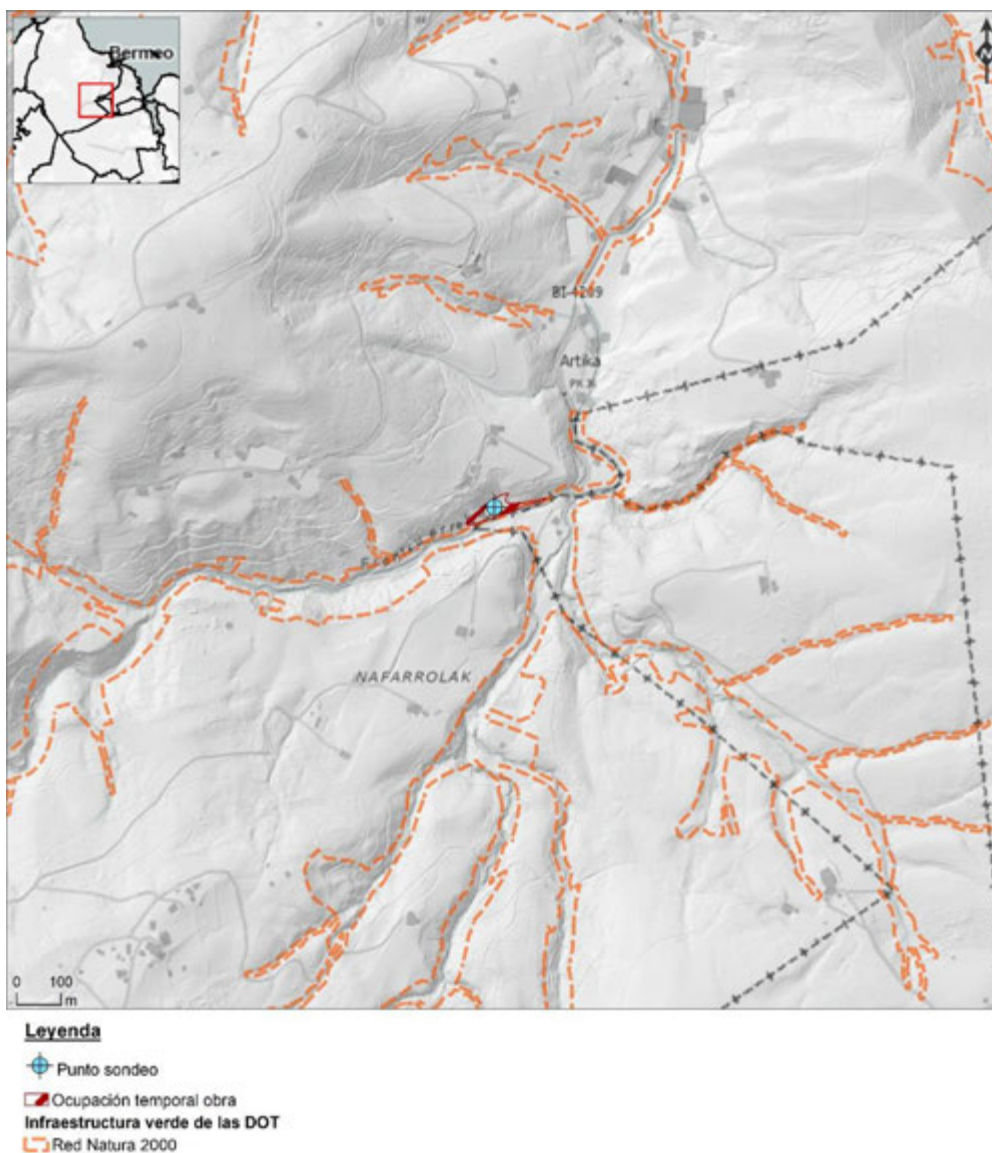 Bermeo
N
BI-4209
Artika
NAFARROLAK
0 100
m
Leyenda
Punto sondeo
Ocupación temporal obra
Infraestructura verde de las DOT
Red Natura 2000